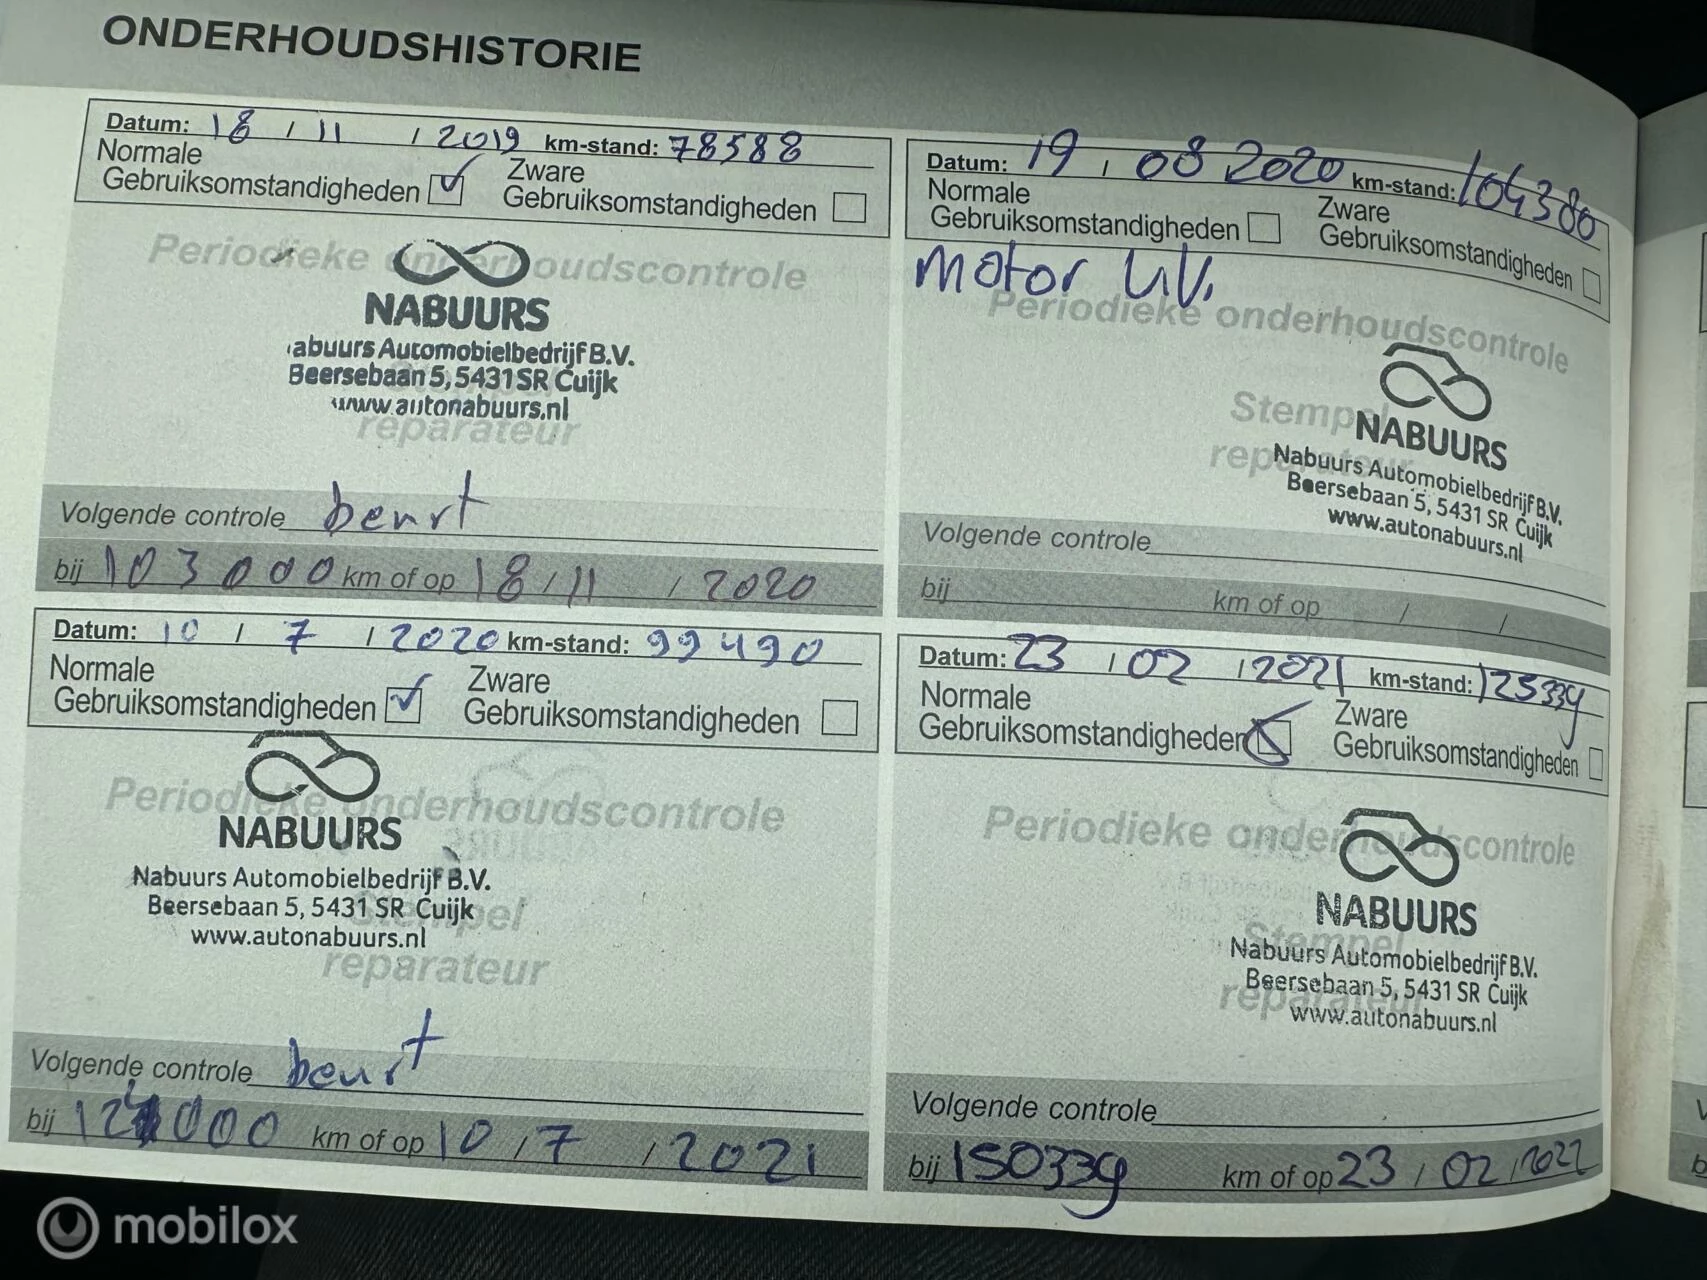 ONDERHOUDSHISTORIE
Datum: 18 / 11 / 2019 km-stand: 78588
Normale
Gebruiksomstandigheden
Zware
Gebruiksomstandigheden
Periodieke onderhoudscontrole
NABUURS
abuurs Automobielbedrijf B.V.
Beersebaan 5, 5431 SR Cuijk
www.autonabuurs.nl
reparateur
Volgende controle beurt
bij 103000 km of op 18 / 11 / 2020
Datum: 10 / 7 / 2020 km-stand: 99490
Normale
Gebruiksomstandigheden
Zware
Gebruiksomstandigheden
Periodieke onderhoudscontrole
NABUURS
Nabuurs Automobielbedrijf B.V.
Beersebaan 5, 5431 SR Cuijk
Stempel
www.autonabuurs.nl
reparateur
Volgende controle beurt
bij 124000 km of op 10 / 7 / 2021
Datum: 19 / 08 2020 km-stand: 104380
Normale
Gebruiksomstandigheden
Zware
Gebruiksomstandigheden
motor
Periodieke onderhoudscontrole
Stempel
reparateur
NABUURS
Nabuurs Automobielbedrijf B.V.
Beersebaan 5, 5431 SR Cuijk
www.autonabuurs.nl
Volgende controle
bij km of op / /
Datum: 23 / 02 / 2021 km-stand: 125339
Normale
Gebruiksomstandigheden
Zware
Gebruiksomstandigheden
Periodieke onderhoudscontrole
NABUURS
Stempel
Nabuurs Automobielbedrijf B.V.
Beersebaan 5, 5431 SR Cuijk
reparateur
www.autonabuurs.nl
Volgende controle
bij 150339 km of op 23 / 02 / 2022
mobilox